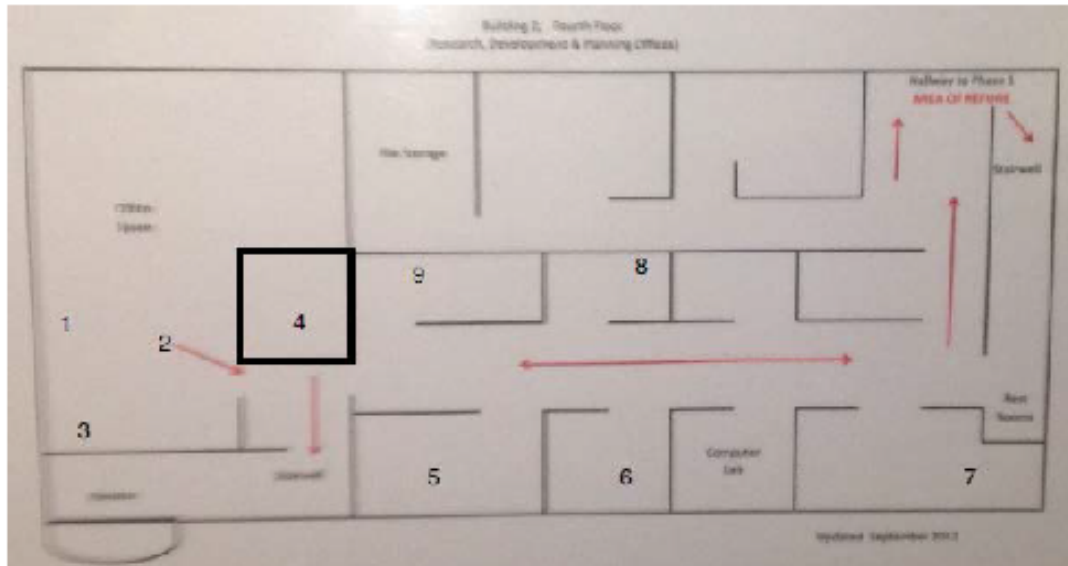 Building 2, Fourth Floor
(Research, Development & Planning Offices)
Hallway to Phase 1
AREA OF REFUGE
File Storage
Stairwell
Office
Space
9
8
1
4
2
Rest
Rooms
3
Computer
Lab
5
6
7
Stairwell
Updated September 2012